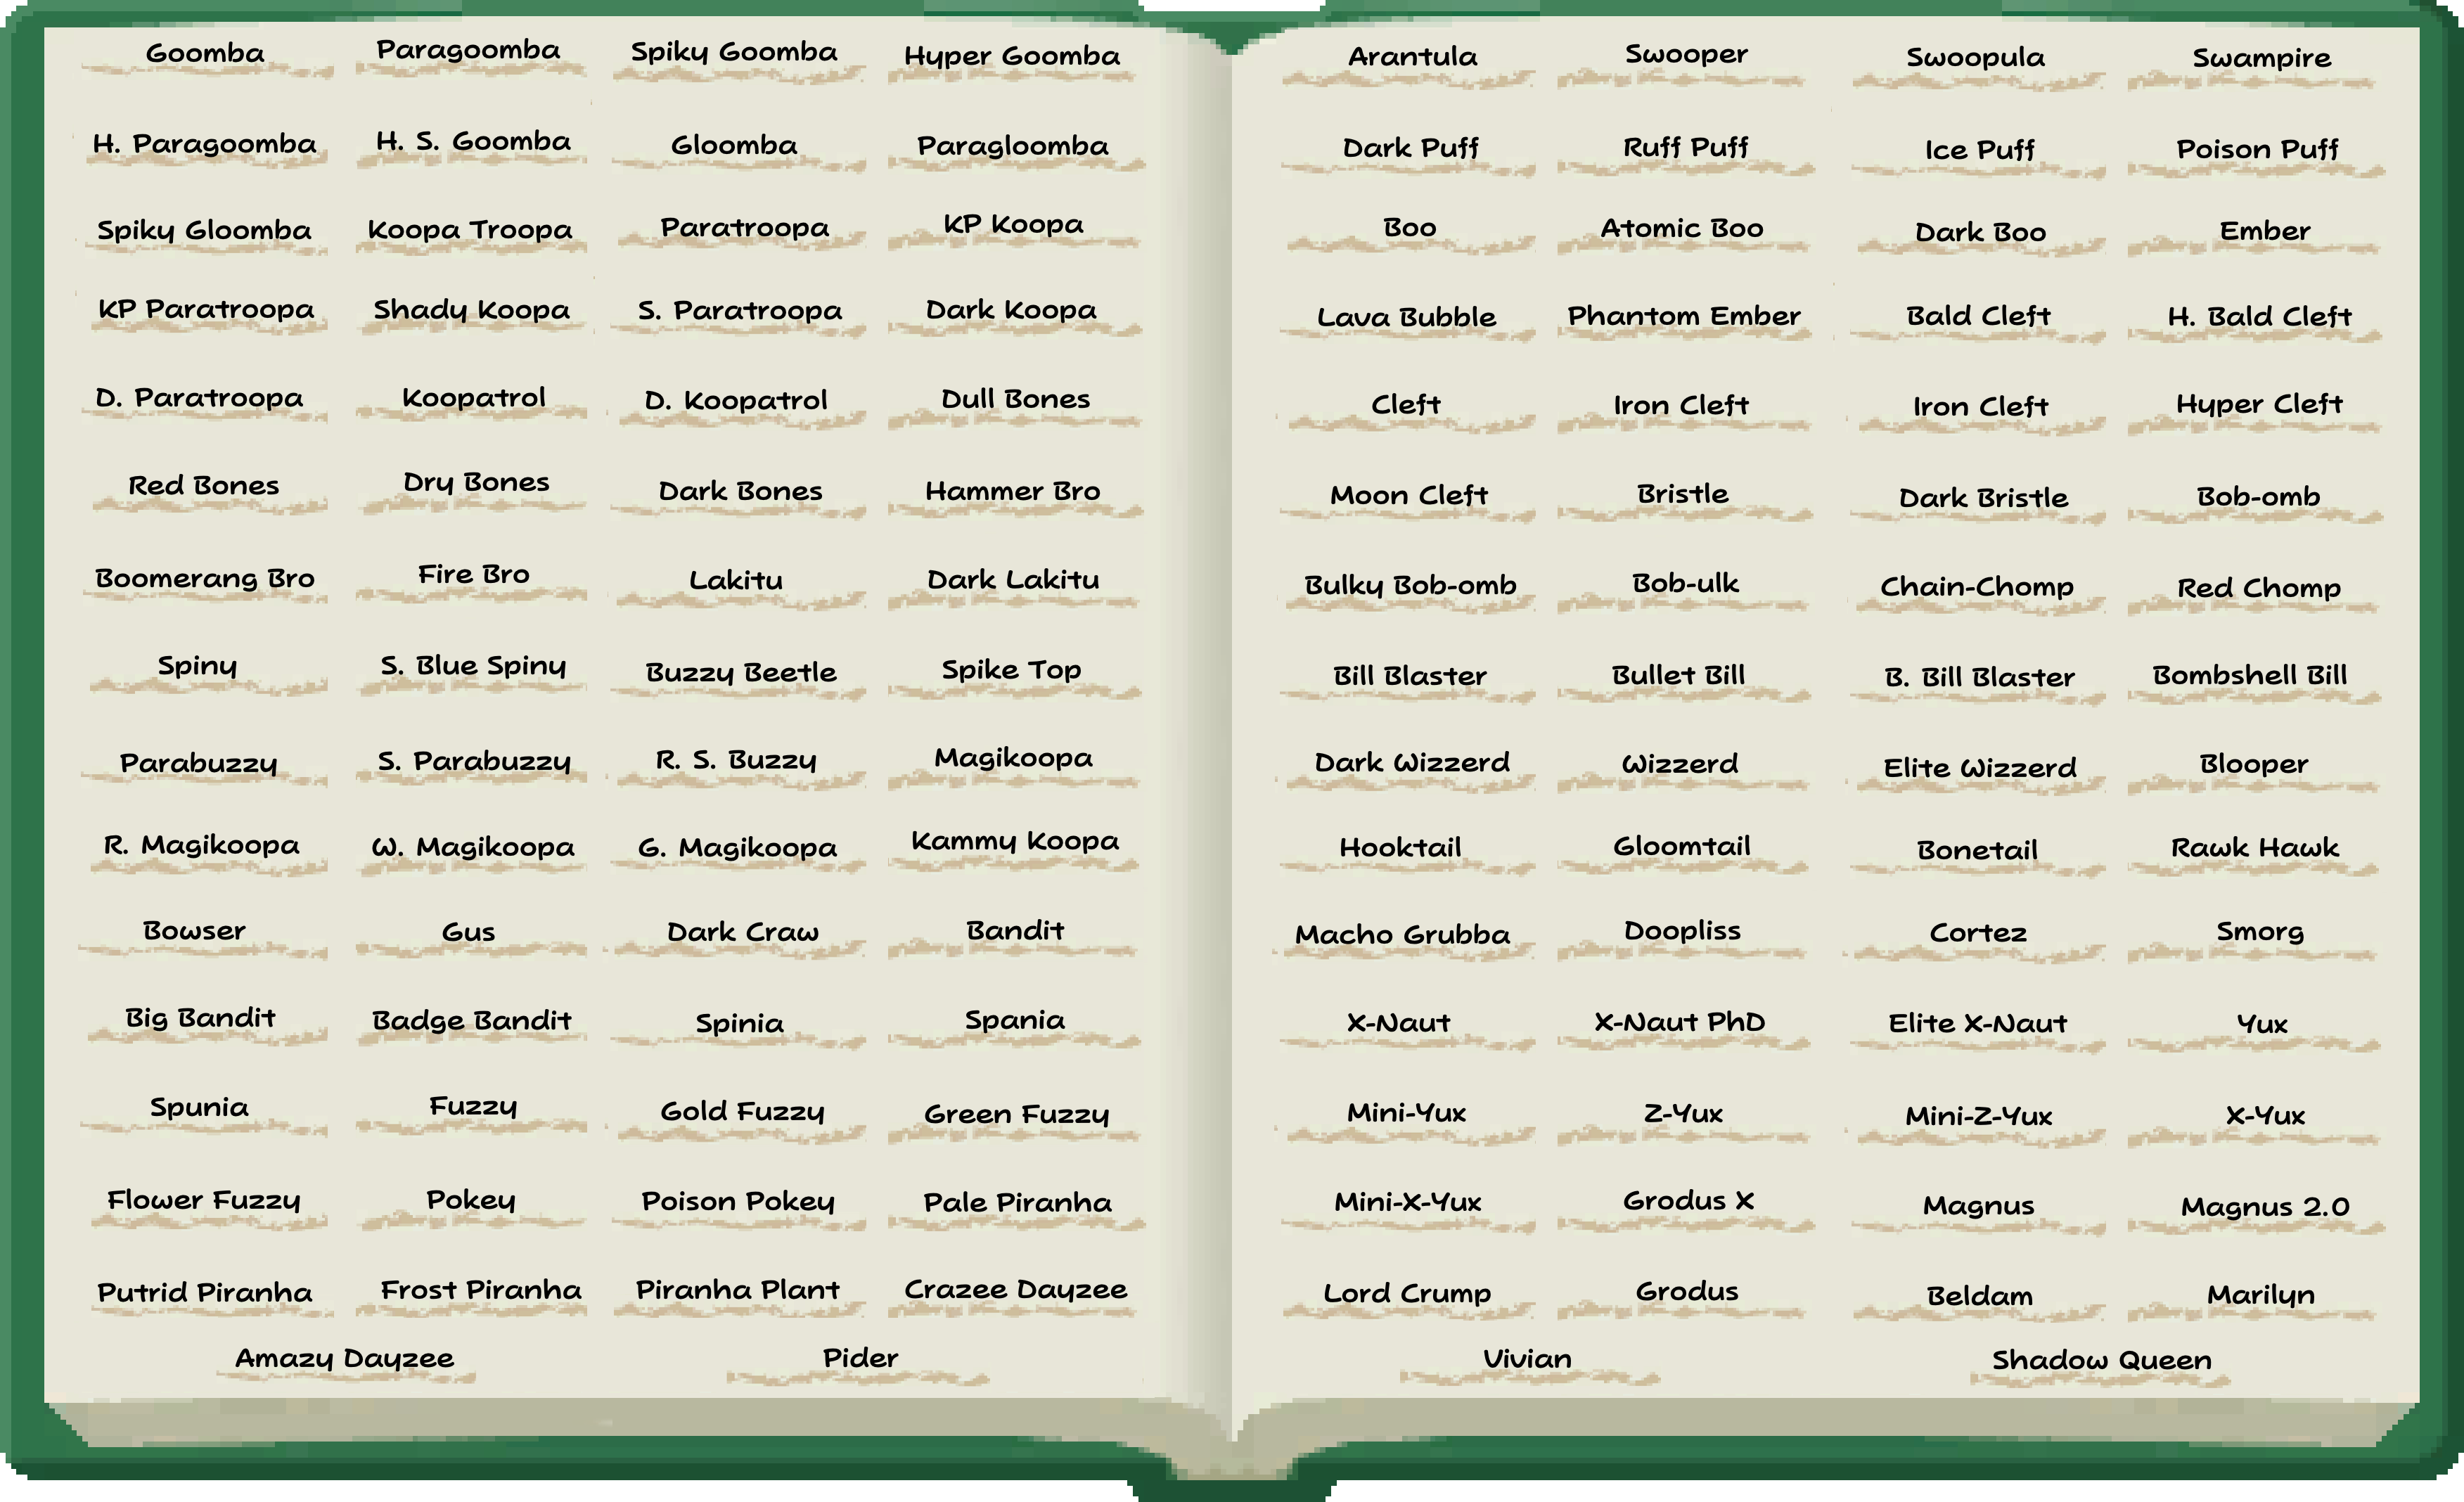 Goomba Paragoomba Spiky Goomba Hyper Goomba
H. Paragoomba H. S. Goomba Gloomba Paragloomba
Spiky Gloomba Koopa Troopa Paratroopa KP Koopa
KP Paratroopa Shady Koopa S. Paratroopa Dark Koopa
D. Paratroopa Koopatrol D. Koopatrol Dull Bones
Red Bones Dry Bones Dark Bones Hammer Bro
Boomerang Bro Fire Bro Lakitu Dark Lakitu
Spiny S. Blue Spiny Buzzy Beetle Spike Top
Parabuzzy S. Parabuzzy R. S. Buzzy Magikoopa
R. Magikoopa W. Magikoopa G. Magikoopa Kammy Koopa
Bowser Gus Dark Craw Bandit
Big Bandit Badge Bandit Spinia Spania
Spunia Fuzzy Gold Fuzzy Green Fuzzy
Flower Fuzzy Pokey Poison Pokey Pale Piranha
Putrid Piranha Frost Piranha Piranha Plant Crazee Dayzee
Amazy Dayzee Pider
Arantula Swooper Swoopula Swampire
Dark Puff Ruff Puff Ice Puff Poison Puff
Boo Atomic Boo Dark Boo Ember
Lava Bubble Phantom Ember Bald Cleft H. Bald Cleft
Cleft Iron Cleft Iron Cleft Hyper Cleft
Moon Cleft Bristle Dark Bristle Bob-omb
Bulky Bob-omb Bob-ulk Chain-Chomp Red Chomp
Bill Blaster Bullet Bill B. Bill Blaster Bombshell Bill
Dark Wizzerd Wizzerd Elite Wizzerd Blooper
Hooktail Gloomtail Bonetail Rawk Hawk
Macho Grubba Doopliss Cortez Smorg
X-Naut X-Naut PhD Elite X-Naut Yux
Mini-Yux Z-Yux Mini-Z-Yux X-Yux
Mini-X-Yux Grodus X Magnus Magnus 2.0
Lord Crump Grodus Beldam Marilyn
Vivian Shadow Queen